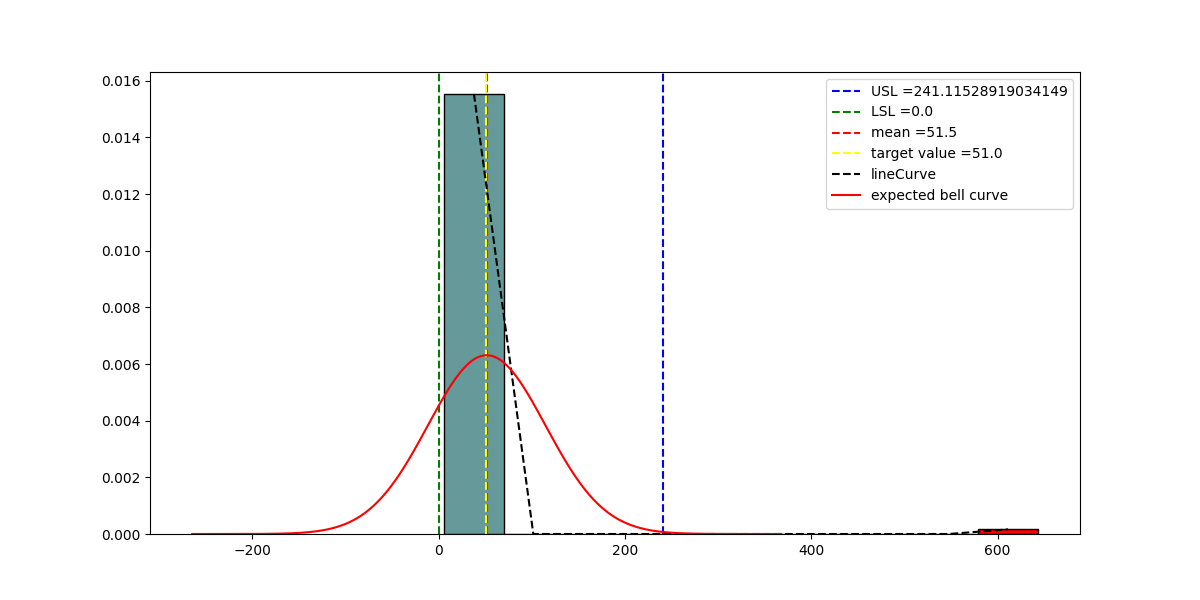 0.016
0.014
0.012
0.010
0.008
0.006
0.004
0.002
0.000
−200
0
200
400
600
USL =241.11528919034149
LSL =0.0
mean =51.5
target value =51.0
lineCurve
expected bell curve